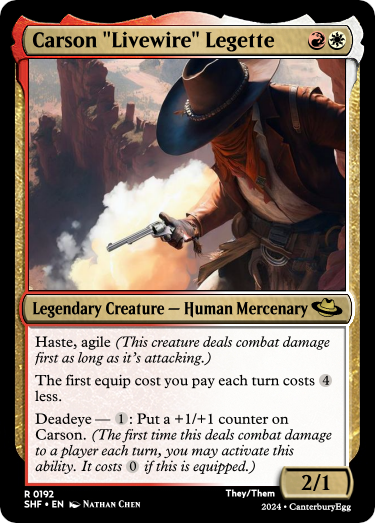 Carson "Livewire" Legette
Legendary Creature — Human Mercenary
Haste, agile (This creature deals combat damage
first as long as it's attacking.)
The first equip cost you pay each turn costs 4
less.
Deadeye — 1: Put a +1/+1 counter on
Carson. (The first time this deals combat damage
to a player each turn, you may activate this
ability. It costs 0 if this is equipped.)
2/1
R 0192
SHF • EN Nathan Chen
They/Them
2024 • CanterburyEgg